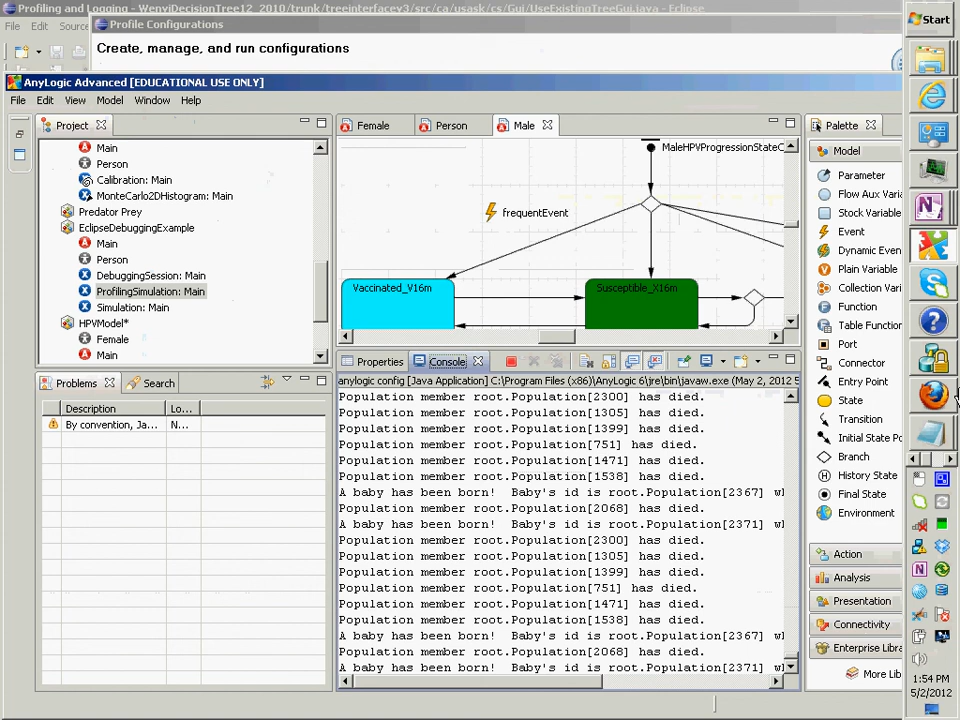 Profiling and Logging - WenyiDecisionTree12_2010/trunk/treeinterfacev3/src/ca/usask/cs/Gui/UseExistingTreeGui.java - Eclipse
File Edit Source
Profile Configurations
Create, manage, and run configurations
Start
AnyLogic Advanced [EDUCATIONAL USE ONLY]
File Edit View Model Window Help
Project
Female
Person
Male
Palette
Main
Person
Calibration: Main
MonteCarlo2DHistogram: Main
Predator Prey
EclipseDebuggingExample
Main
Person
DebuggingSession: Main
ProfilingSimulation: Main
Simulation: Main
HPVModel*
Female
Main
MaleHPVProgressionStateC
frequentEvent
Vaccinated_V16m
Susceptible_X16m
Model
Parameter
Flow Aux Varia
Stock Variable
Event
Dynamic Even
Plain Variable
Collection Vari
Function
Table Functio
Port
Connector
Entry Point
State
Transition
Initial State Po
Branch
History State
Final State
Environment
Action
Analysis
Presentation
Connectivity
Enterprise Libra
More Lib
Problems
Search
Description
Lo...
By convention, Ja...
N...
Properties
Console
anylogic config [Java Application] C:\Program Files (x86)\AnyLogic 6\jre\bin\javaw.exe (May 2, 2012 5
Population member root.Population[2300] has died.
Population member root.Population[1305] has died.
Population member root.Population[1399] has died.
Population member root.Population[751] has died.
Population member root.Population[1471] has died.
Population member root.Population[1538] has died.
A baby has been born!  Baby's id is root.Population[2367] wh
Population member root.Population[2068] has died.
A baby has been born!  Baby's id is root.Population[2371] wh
Population member root.Population[2300] has died.
Population member root.Population[1305] has died.
Population member root.Population[1399] has died.
Population member root.Population[751] has died.
Population member root.Population[1471] has died.
Population member root.Population[1538] has died.
A baby has been born!  Baby's id is root.Population[2367] wh
Population member root.Population[2068] has died.
A baby has been born!  Baby's id is root.Population[2371] wh
1:54 PM
5/2/2012